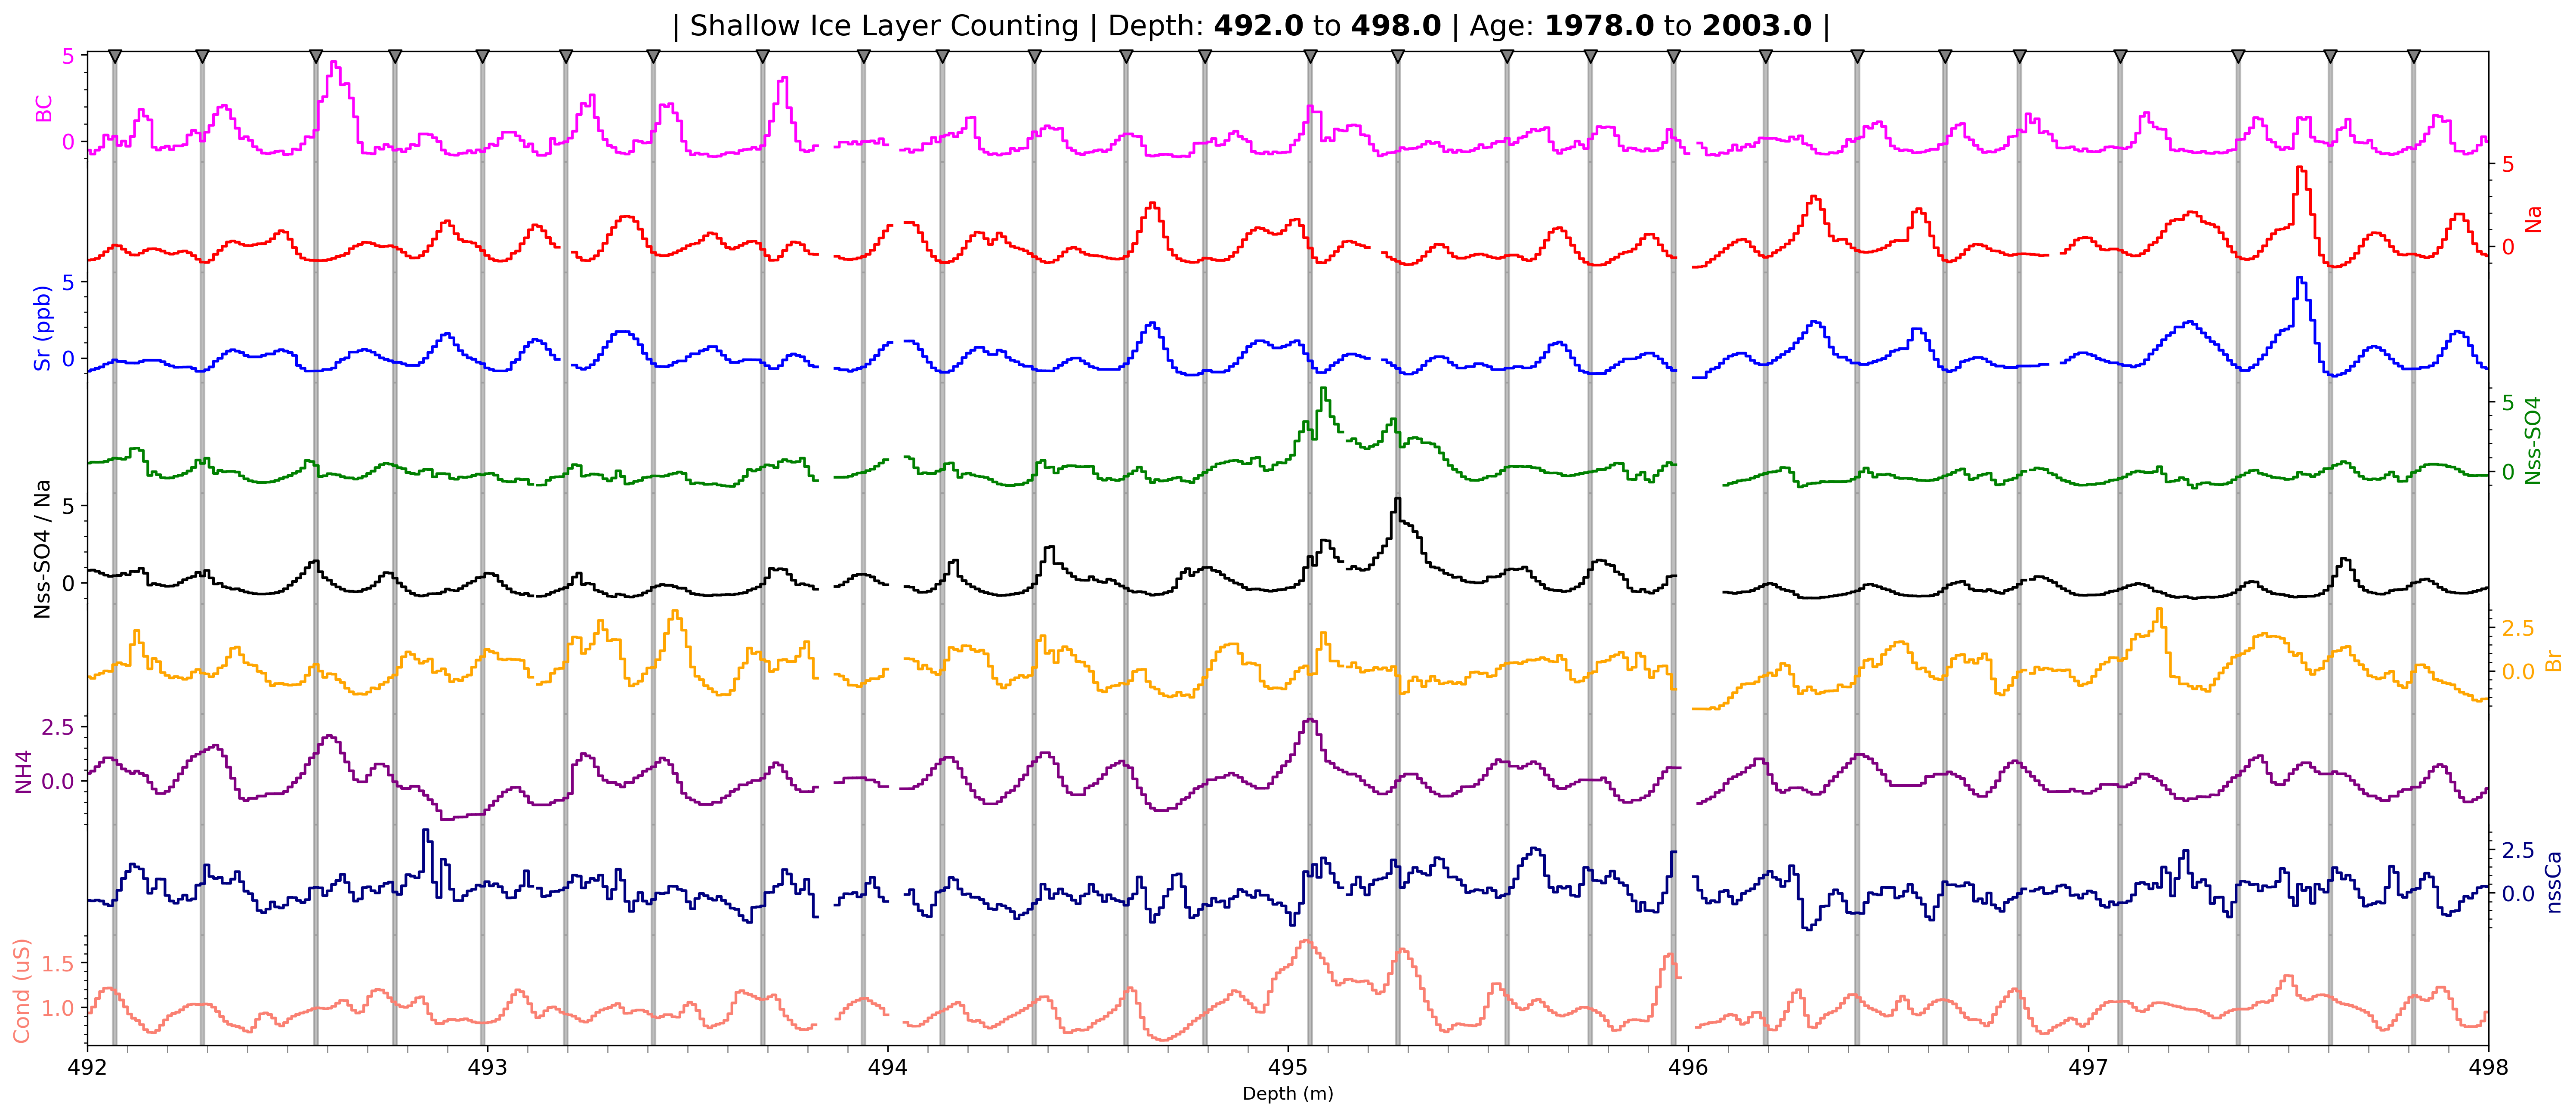 | Shallow Ice Layer Counting | Depth: 492.0 to 498.0 | Age: 1978.0 to 2003.0 |
BC
5
0
Na
5
0
Sr (ppb)
5
0
Nss-SO4
5
0
Nss-SO4 / Na
5
0
Br
2.5
0.0
NH4
2.5
0.0
nssCa
2.5
0.0
Cond (uS)
1.5
1.0
492 493 494 495 496 497 498
Depth (m)